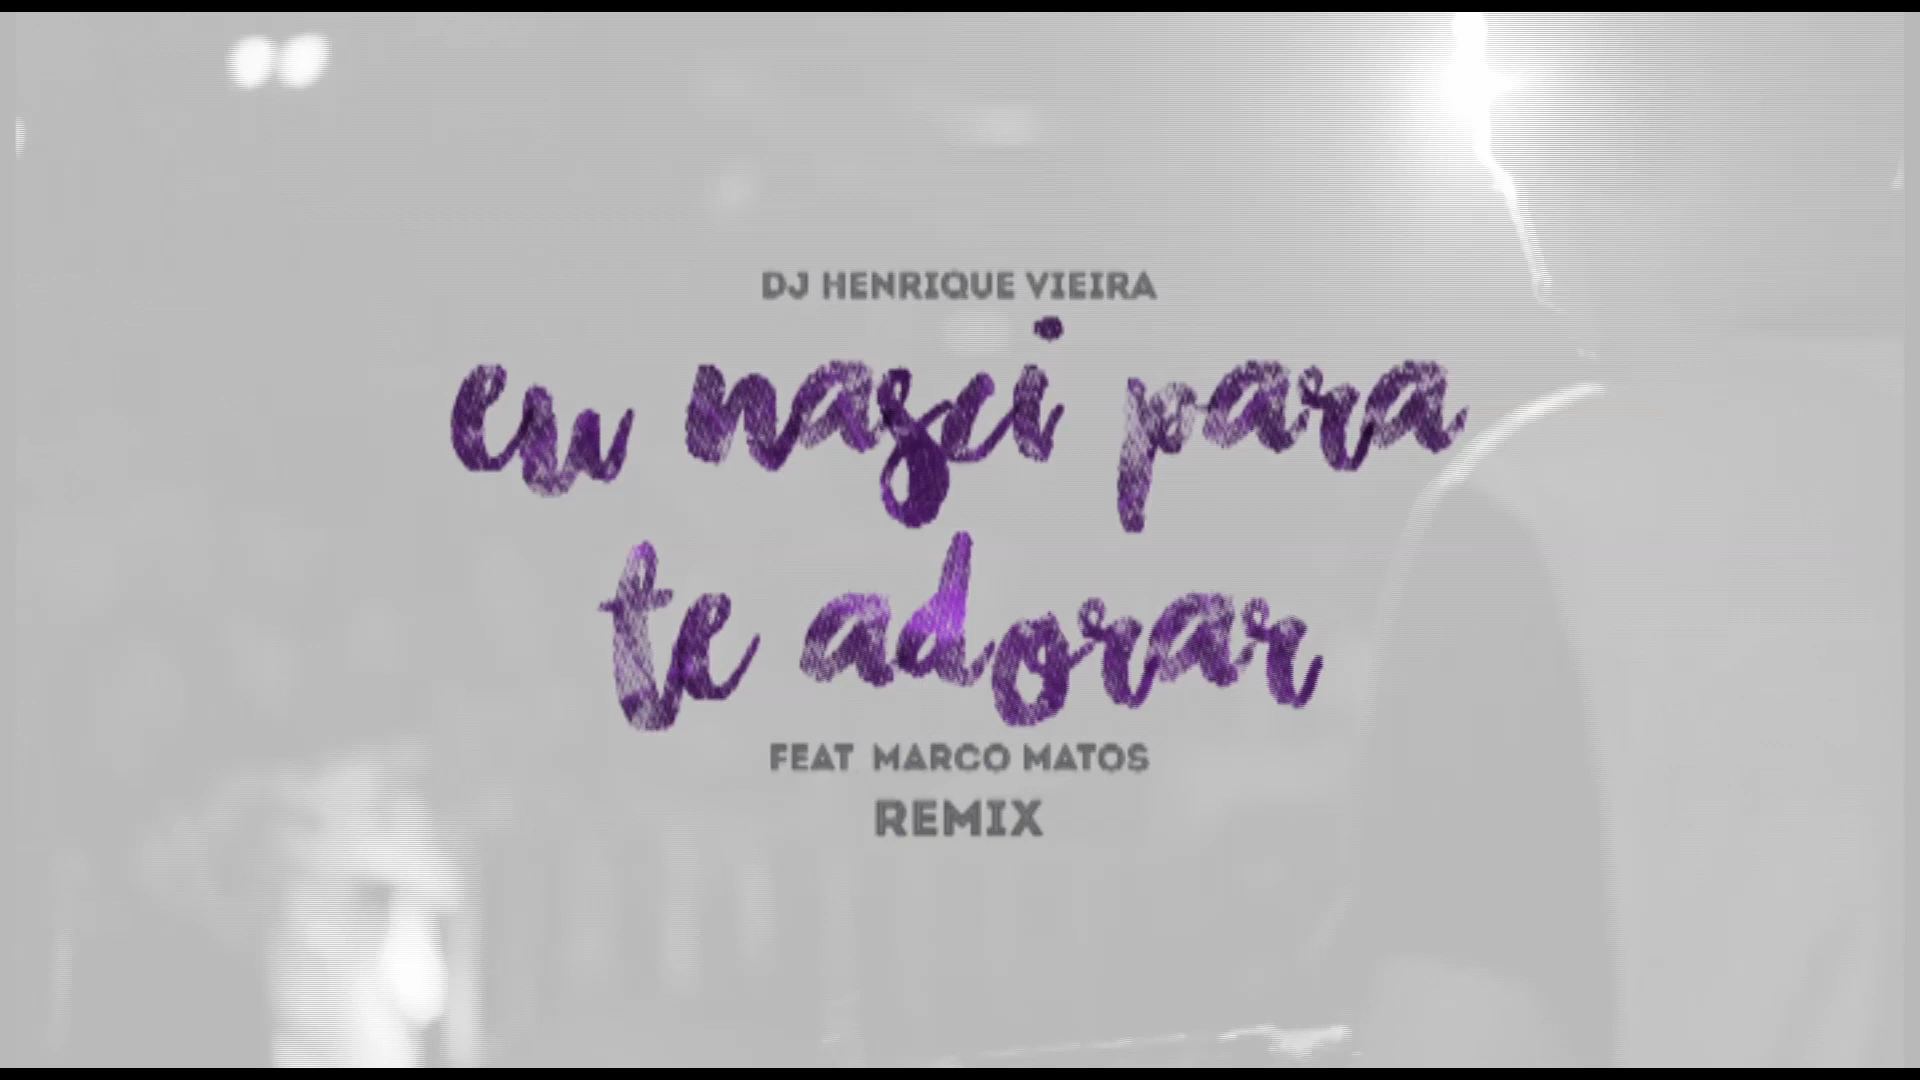 DJ HENRIQUE VIEIRA
eu nasci para
te adorar
FEAT MARCO MATOS
REMIX